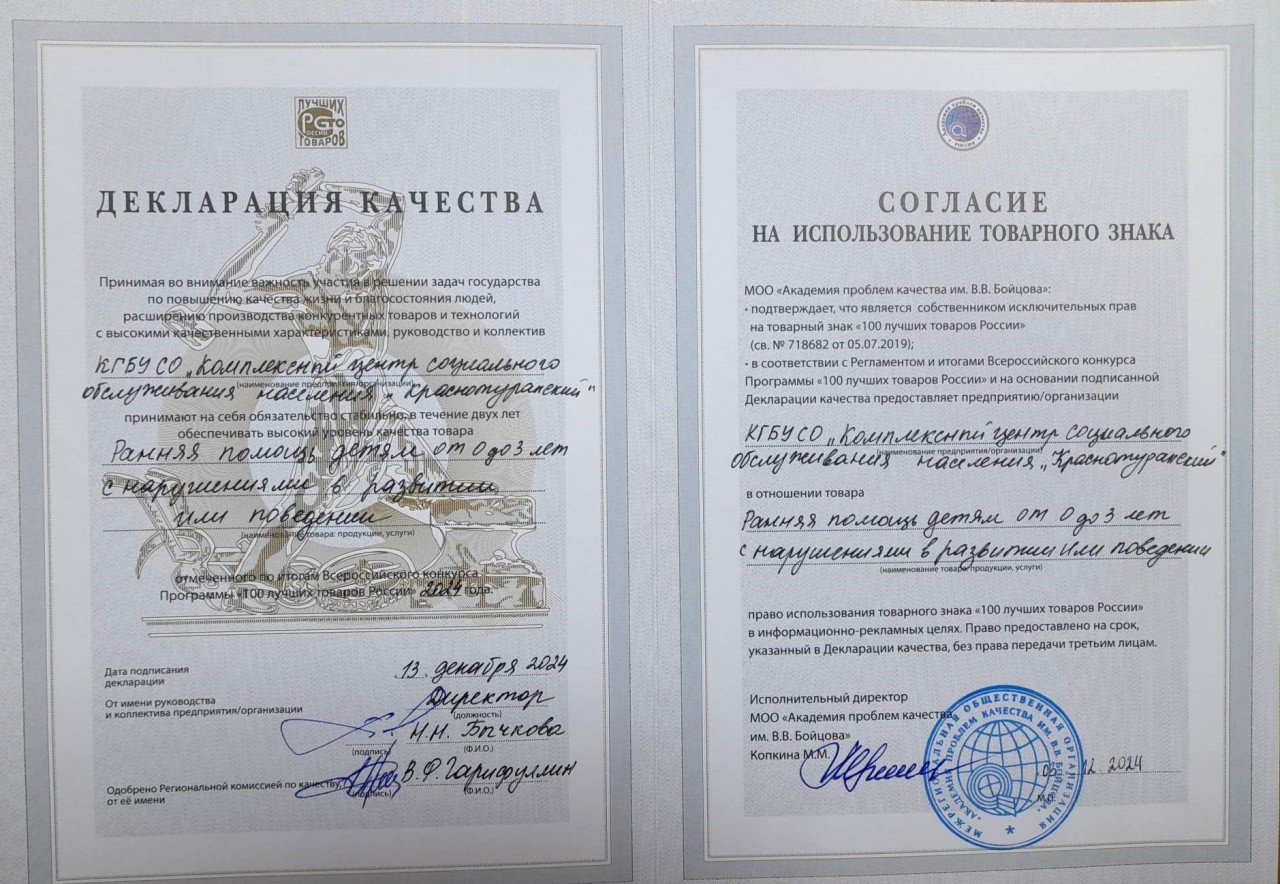 100 ЛУЧШИХ
РОССИИ
ТОВАРОВ
ДЕКЛАРАЦИЯ КАЧЕСТВА
Принимая во внимание важность участия в решении задач государства
по повышению качества жизни и благосостояния людей,
расширению производства конкурентных товаров и технологий
с высокими качественными характеристиками, руководство и коллектив
КГБУ СО „Комплексный центр социального
(наименование предприятия/организации)
обслуживания населения „Краснотуранский"
принимают на себя обязательство стабильно, в течение двух лет
обеспечивать высокий уровень качества товара
Ранняя помощь детям от 0 до 3 лет
с нарушениями в развитии
или поведении
(наименование товара: продукции, услуги)
отмеченного по итогам Всероссийского конкурса
Программы «100 лучших товаров России» 2024 года.
Дата подписания
декларации
13 декабря 2024
От имени руководства
и коллектива предприятия/организации
Директор
(должность)
Н.Н. Бычкова
(подпись)
(Ф.И.О.)
Одобрено Региональной комиссией по качеству,
от её имени
В.Ф. Гарифуллин
(подпись)
(Ф.И.О.)
Академия проблем качества
РОССИЯ
СОГЛАСИЕ
НА ИСПОЛЬЗОВАНИЕ ТОВАРНОГО ЗНАКА
МОО «Академия проблем качества им. В.В. Бойцова»:
• подтверждает, что является собственником исключительных прав
на товарный знак «100 лучших товаров России»
(св. № 718682 от 05.07.2019);
• в соответствии с Регламентом и итогами Всероссийского конкурса
Программы «100 лучших товаров России» и на основании подписанной
Декларации качества предоставляет предприятию/организации
КГБУ СО „Комплексный центр социального
(наименование предприятия/организации)
обслуживания населения „Краснотуранский"
в отношении товара
Ранняя помощь детям от 0 до 3 лет
с нарушениями в развитии или поведении
(наименование товара: продукции, услуги)
право использования товарного знака «100 лучших товаров России»
в информационно-рекламных целях. Право предоставлено на срок,
указанный в Декларации качества, без права передачи третьим лицам.
Исполнительный директор
МОО «Академия проблем качества
им. В.В. Бойцова»
Копкина М.М.
12. 2024
М.П.
МЕЖРЕГИОНАЛЬНАЯ ОБЩЕСТВЕННАЯ ОРГАНИЗАЦИЯ
"АКАДЕМИЯ ПРОБЛЕМ КАЧЕСТВА ИМ. В.В. БОЙЦОВА"